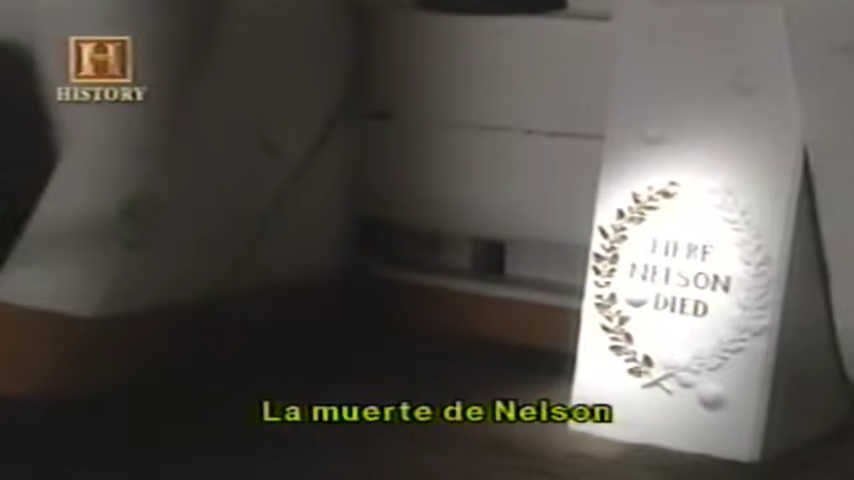 H
HISTORY
HERE
NELSON
DIED
La muerte de Nelson